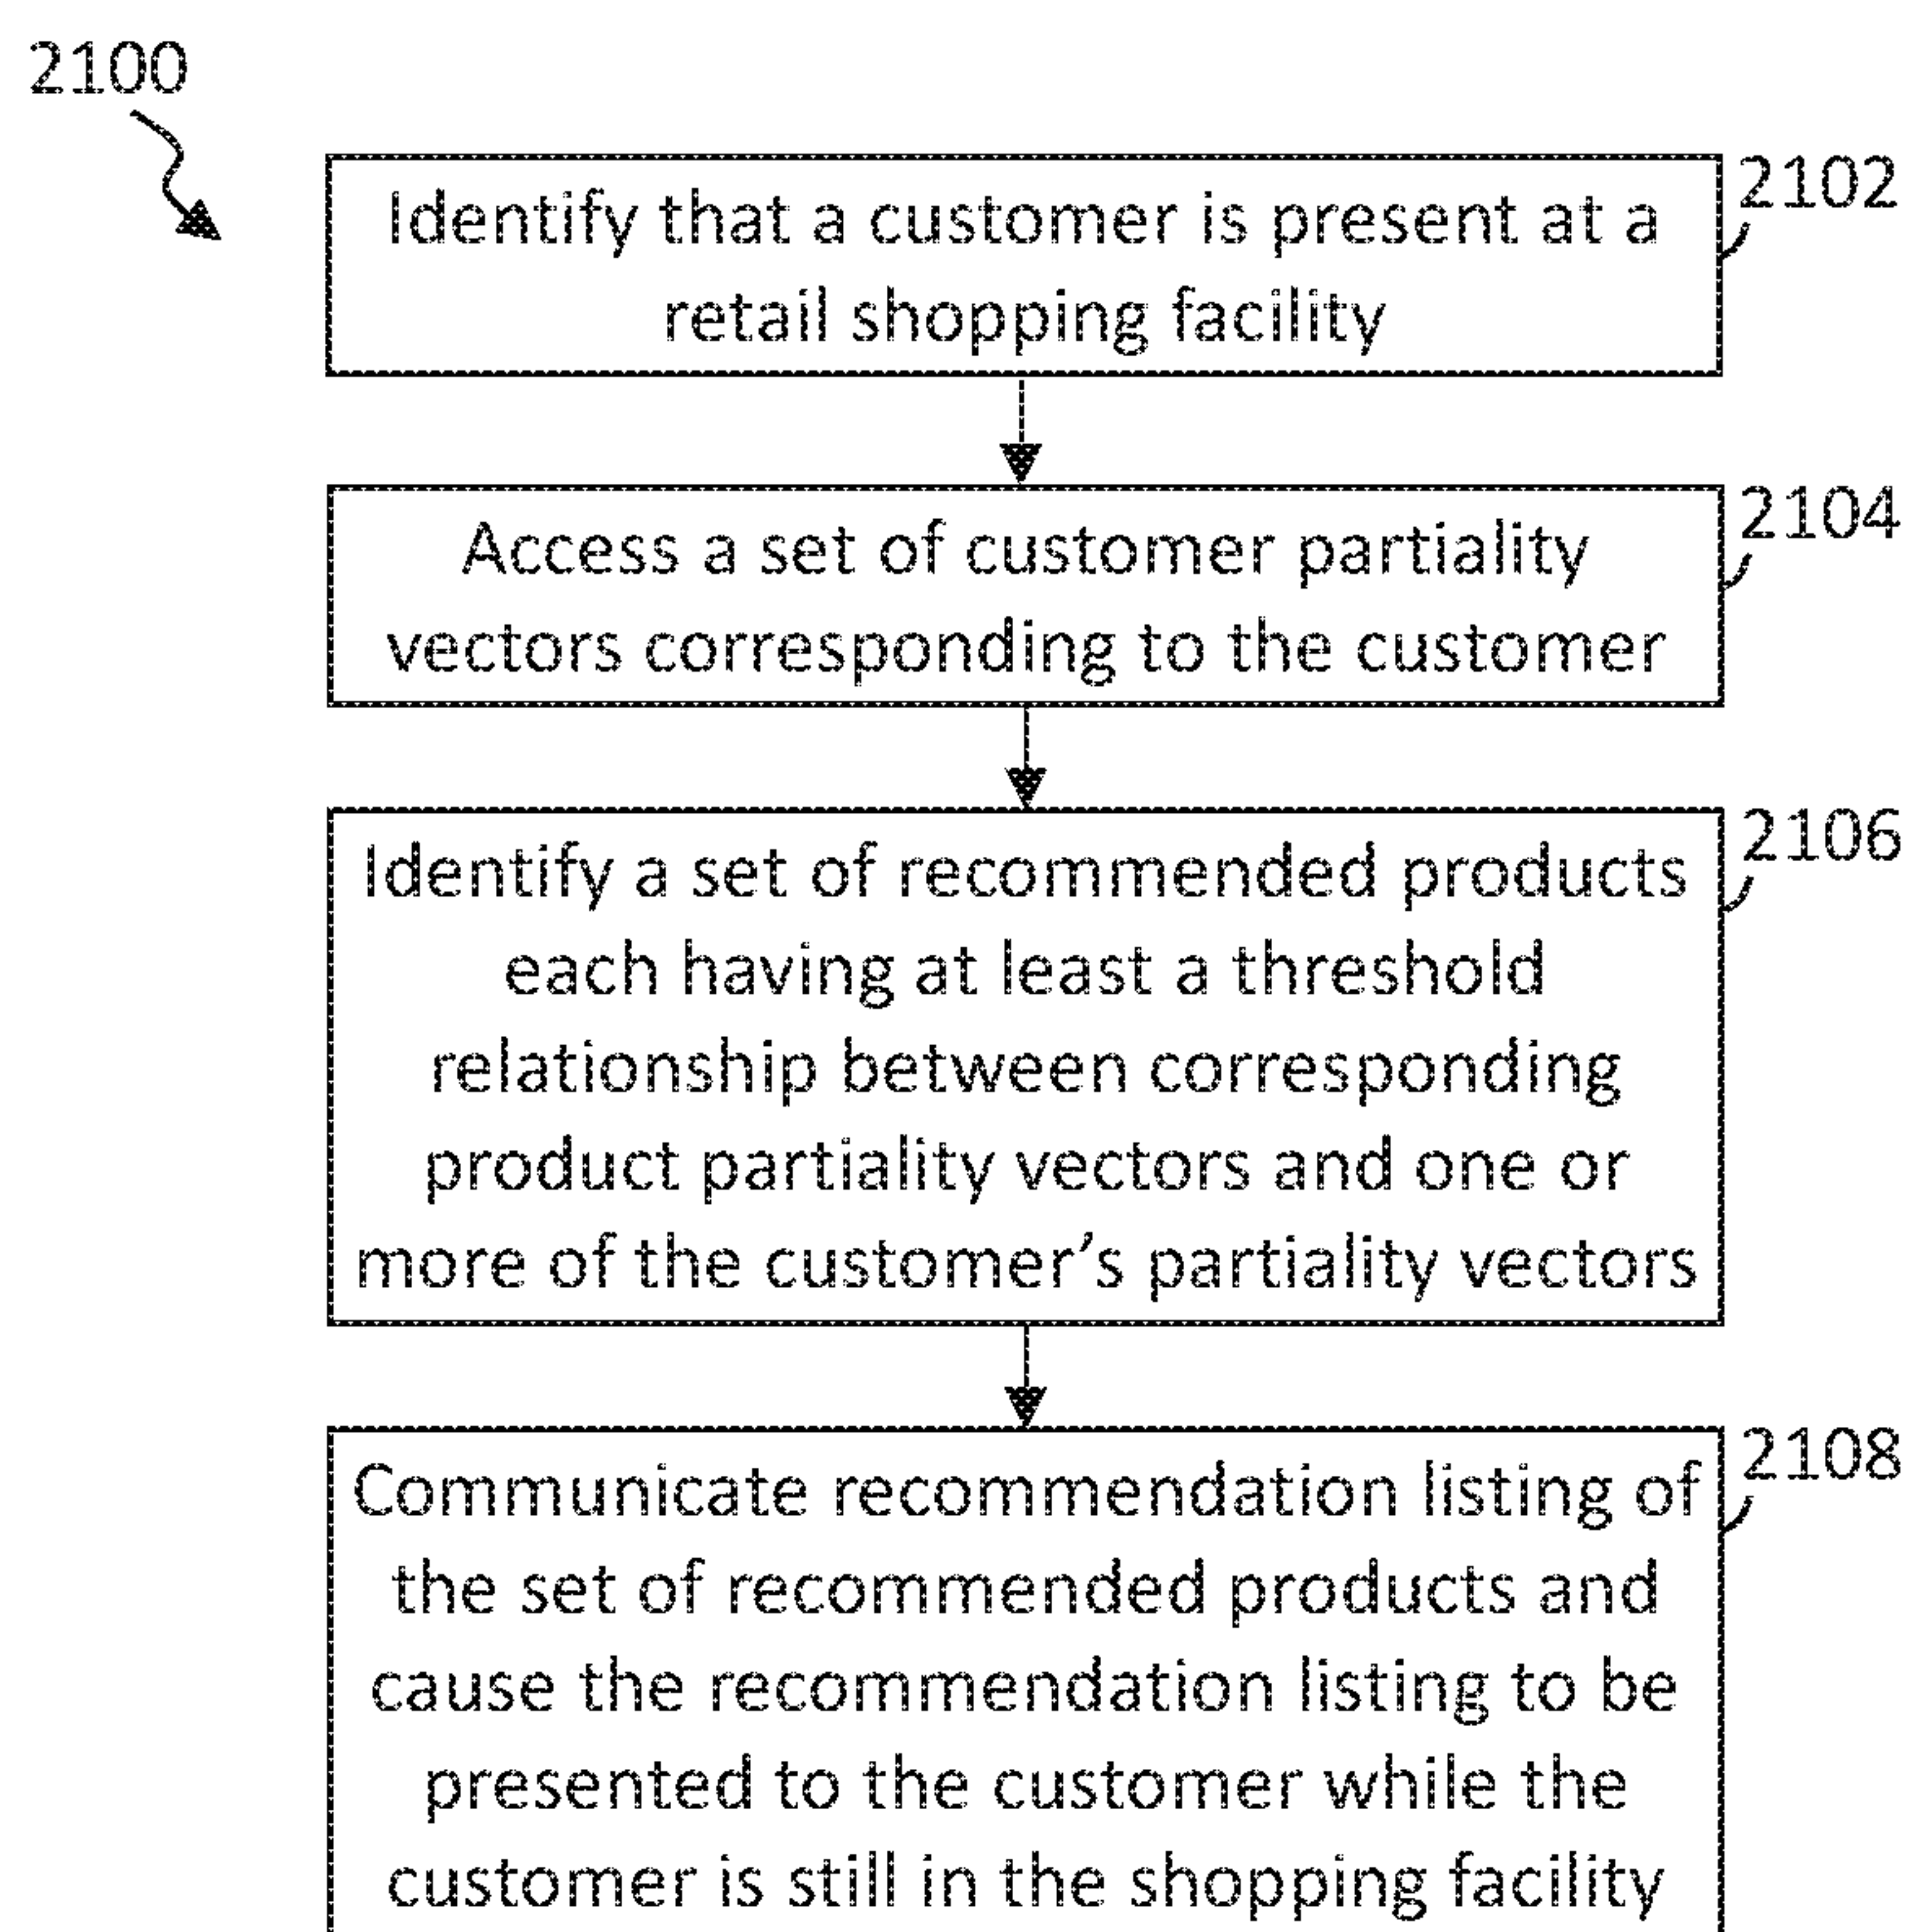 2100
2102
Identify that a customer is present at a
retail shopping facility
2104
Access a set of customer partiality
vectors corresponding to the customer
2106
Identify a set of recommended products
each having at least a threshold
relationship between corresponding
product partiality vectors and one or
more of the customer's partiality vectors
2108
Communicate recommendation listing of
the set of recommended products and
cause the recommendation listing to be
presented to the customer while the
customer is still in the shopping facility